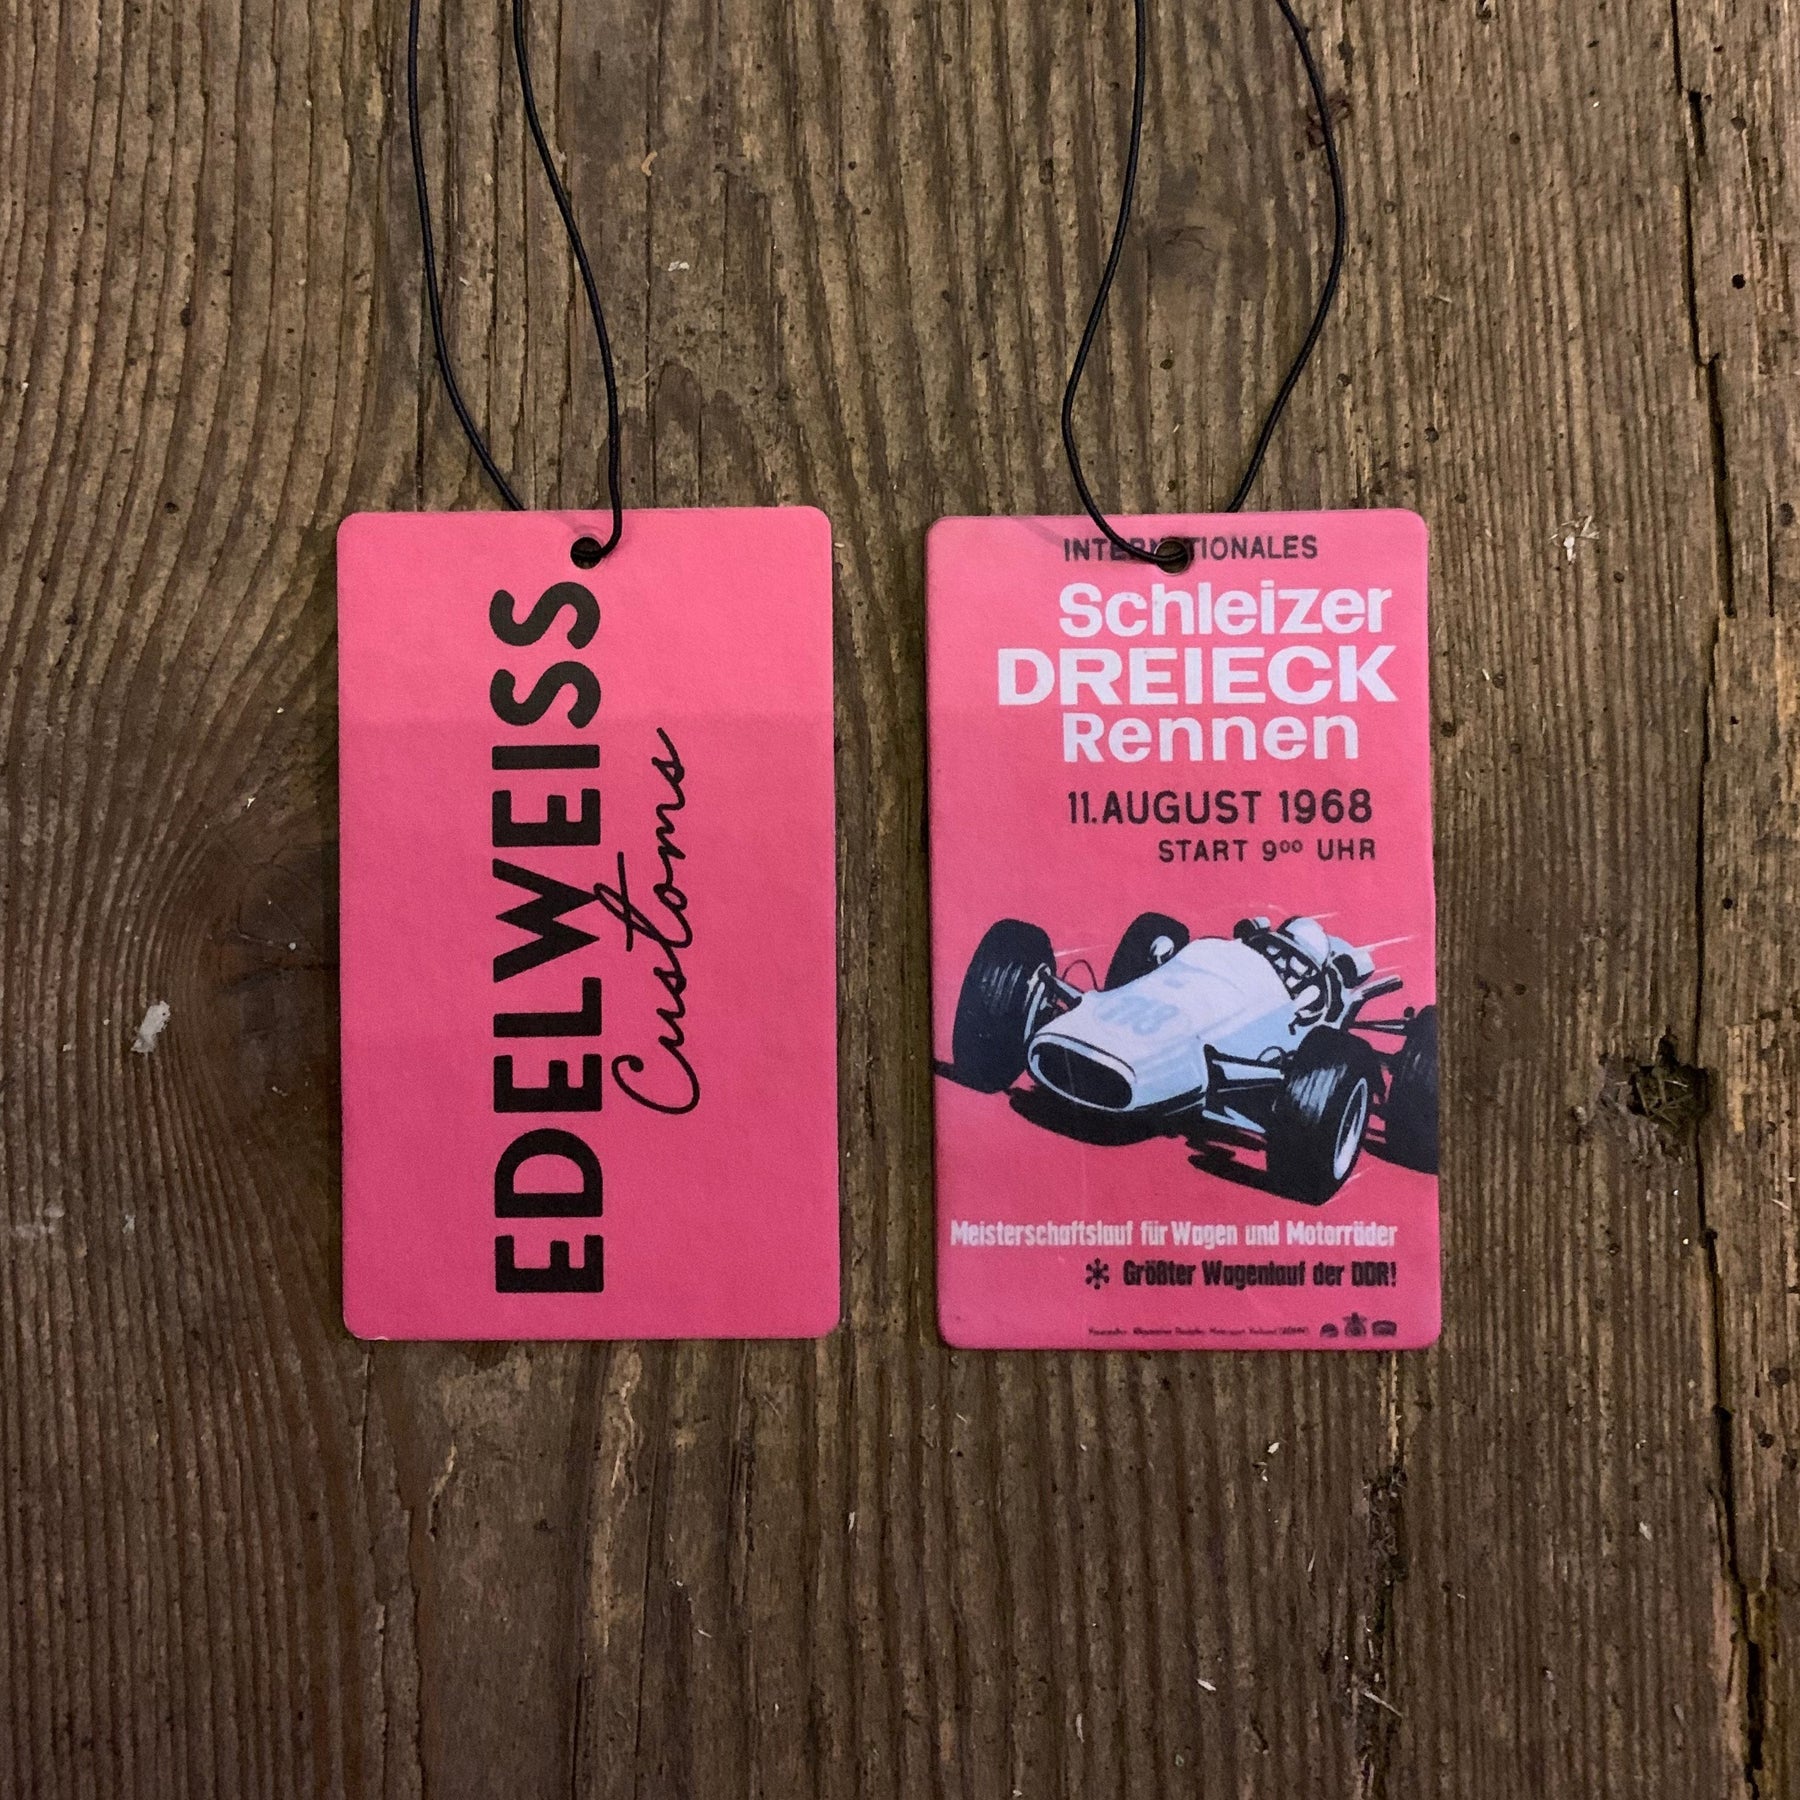 EDELWEISS
Customs
INTERNATIONALES
Schleizer
DREIECK
Rennen
11. AUGUST 1968
START 9⁰⁰ UHR
Meisterschaftslauf für Wagen und Motorräder
* Größter Wagenlauf der DDR!